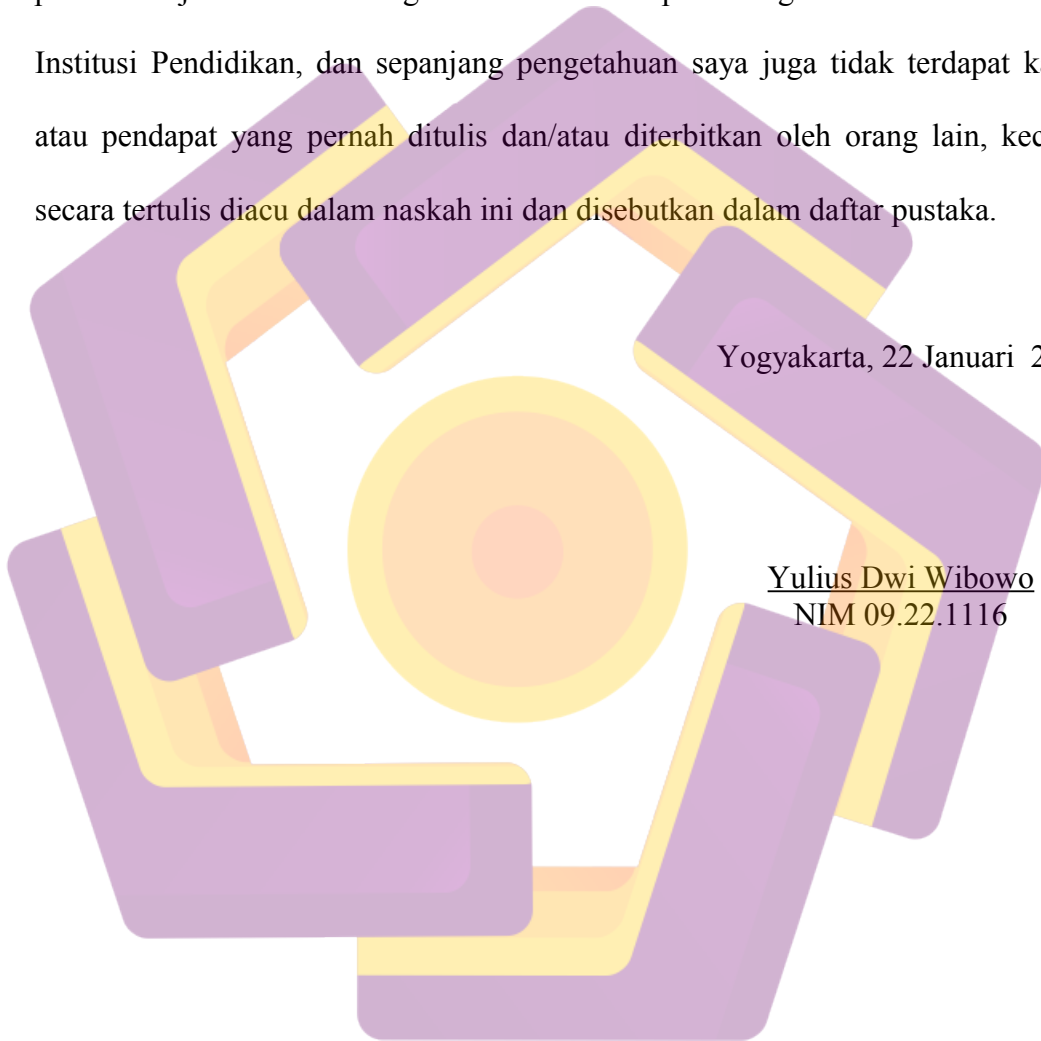 Institusi Pendidikan, dan sepanjang pengetahuan saya juga tidak terdapat
atau pendapat yang pernah ditulis dan/atau diterbitkan oleh orang lain,
secara tertulis diacu dalam naskah ini dan disebutkan dalam daftar pustaka.
Yogyakarta, 22 Januari
Yulius Dwi Wibowo
NIM 09.22.1116